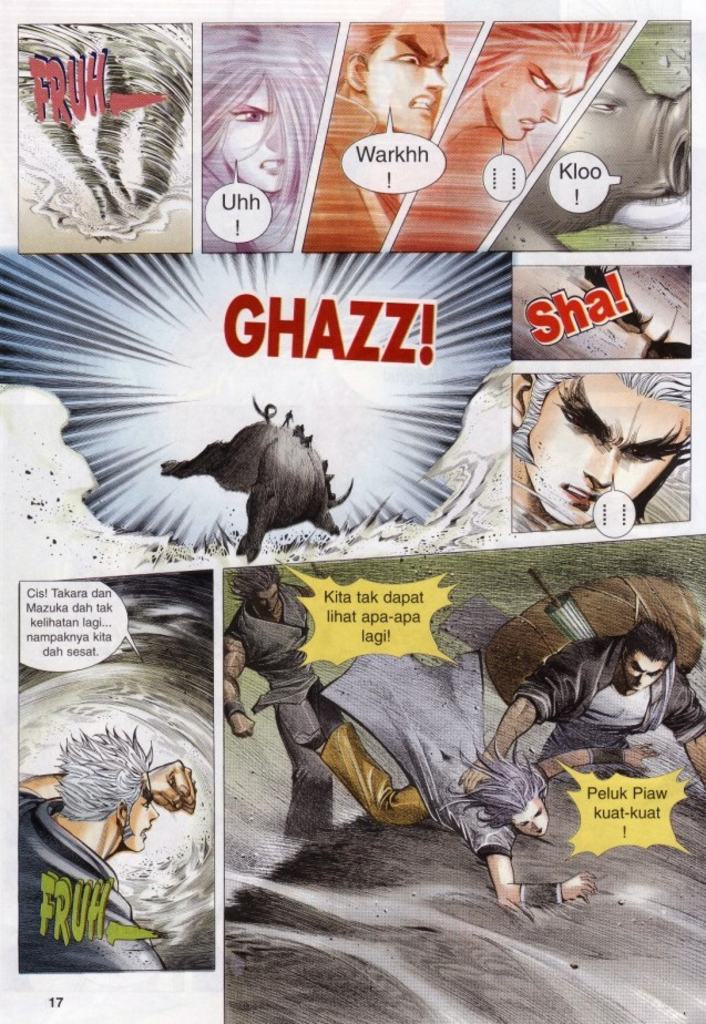 FRUH
Uhh
!
Warkhh
!
⋮⋮
Kloo
!
GHAZZ!
Sha!
⋮⋮
Cis! Takara dan
Mazuka dah tak
kelihatan lagi...
nampaknya kita
dah sesat.
FRUH
Kita tak dapat
lihat apa-apa
lagi!
Peluk Piaw
kuat-kuat
!
17